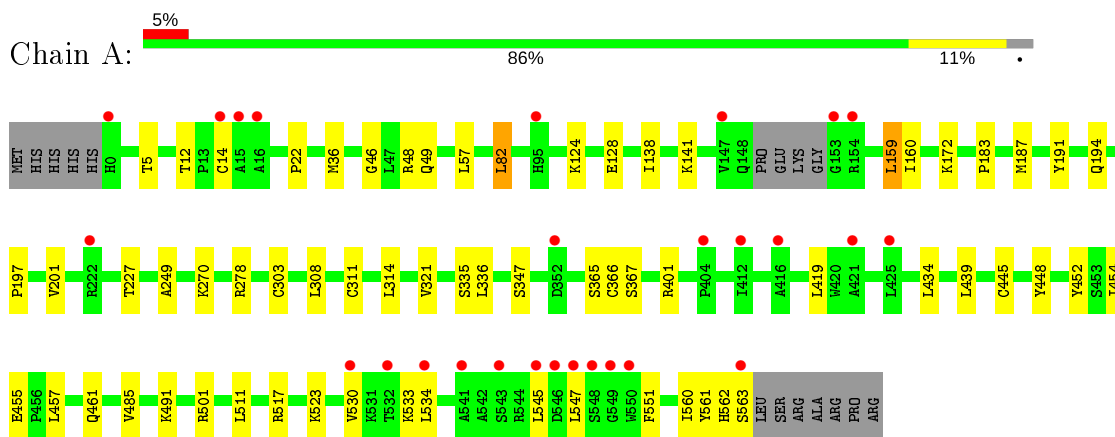 5%
Chain A:
86% 11% •
MET HIS HIS HIS HIS H0 T5 T12 P13 C14 A15 A16 P22 M36 G46 L47 R48 Q49 L57 L82 H95 K124 E128 I138 K141 V147 Q148 PRO GLU LYS GLY G153 R154 L159 I160 K172 P183 M187 Y191 Q194
P197 V201 R222 T227 A249 K270 R278 C303 L308 C311 L314 V321 S335 L336 S347 D352 S365 C366 S367 R401 P404 I412 A416 L419 W420 A421 L425 L434 L439 C445 Y448 Y452 S453 I454
E455 P456 L457 Q461 V485 K491 R501 L511 R517 K523 V530 K531 T532 K533 L534 A541 A542 S543 R544 L545 D546 L547 S548 G549 W550 F551 I560 Y561 H562 S563 LEU SER ARG ALA ARG PRO ARG